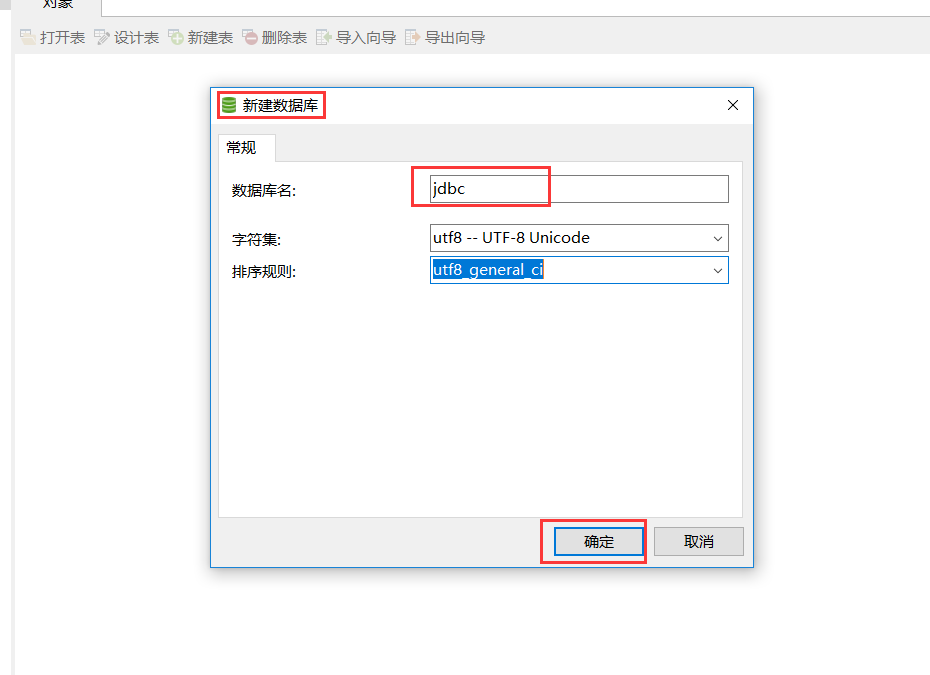 对象
打开表 设计表 新建表 删除表 导入向导 导出向导
新建数据库
常规
数据库名: jdbc
字符集: utf8 -- UTF-8 Unicode
排序规则: utf8_general_ci
确定 取消